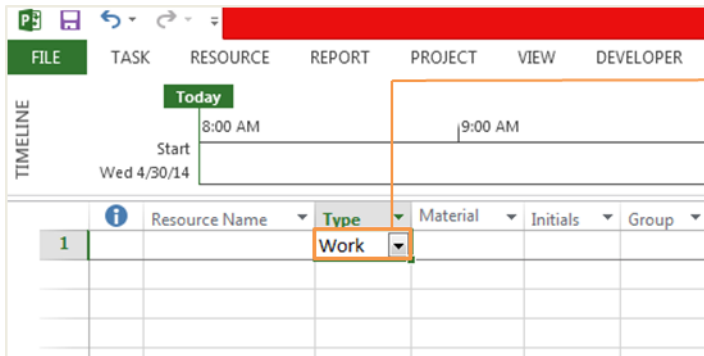 FILE TASK RESOURCE REPORT PROJECT VIEW DEVELOPER
TIMELINE
Today
8:00 AM 9:00 AM
Start
Wed 4/30/14
Resource Name Type Material Initials Group
1 Work